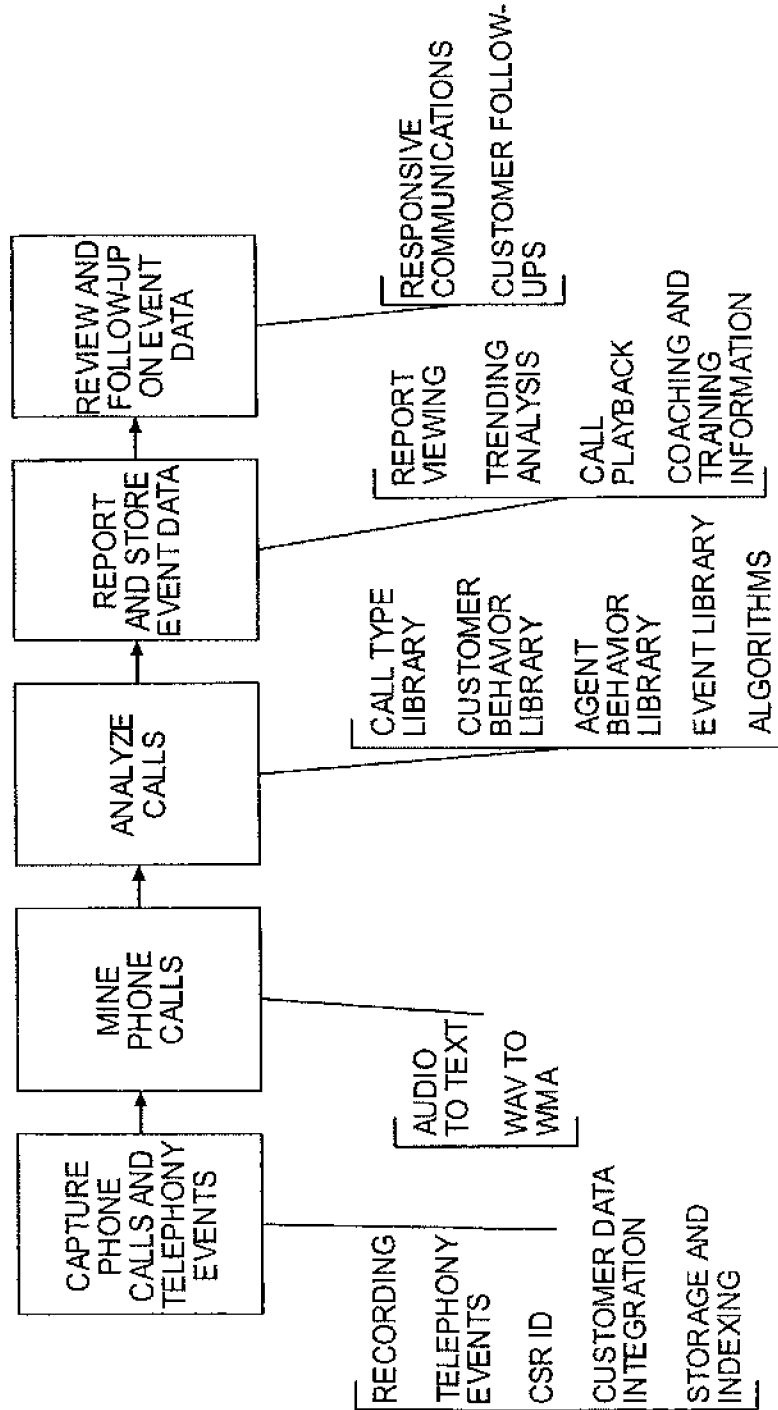 CAPTURE
PHONE
CALLS AND
TELEPHONY
EVENTS
MINE
PHONE
CALLS
ANALYZE
CALLS
REPORT
AND STORE
EVENT DATA
REVIEW AND
FOLLOW-UP
ON EVENT
DATA
RECORDING
TELEPHONY
EVENTS
CSR ID
CUSTOMER DATA
INTEGRATION
STORAGE AND
INDEXING
AUDIO
TO TEXT
WAV TO
WMA
CALL TYPE
LIBRARY
CUSTOMER
BEHAVIOR
LIBRARY
AGENT
BEHAVIOR
LIBRARY
EVENT LIBRARY
ALGORITHMS
REPORT
VIEWING
TRENDING
ANALYSIS
CALL
PLAYBACK
COACHING AND
TRAINING
INFORMATION
RESPONSIVE
COMMUNICATIONS
CUSTOMER FOLLOW-
UPS